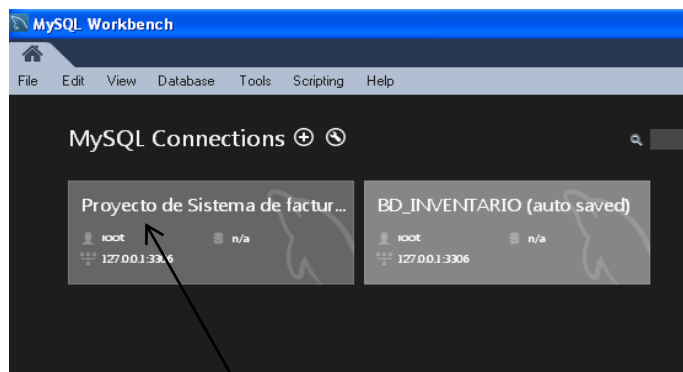 MySQL Workbench
File Edit View Database Tools Scripting Help
MySQL Connections
Proyecto de Sistema de factur...
root n/a
127.0.0.1:3306
BD_INVENTARIO (auto saved)
root n/a
127.0.0.1:3306